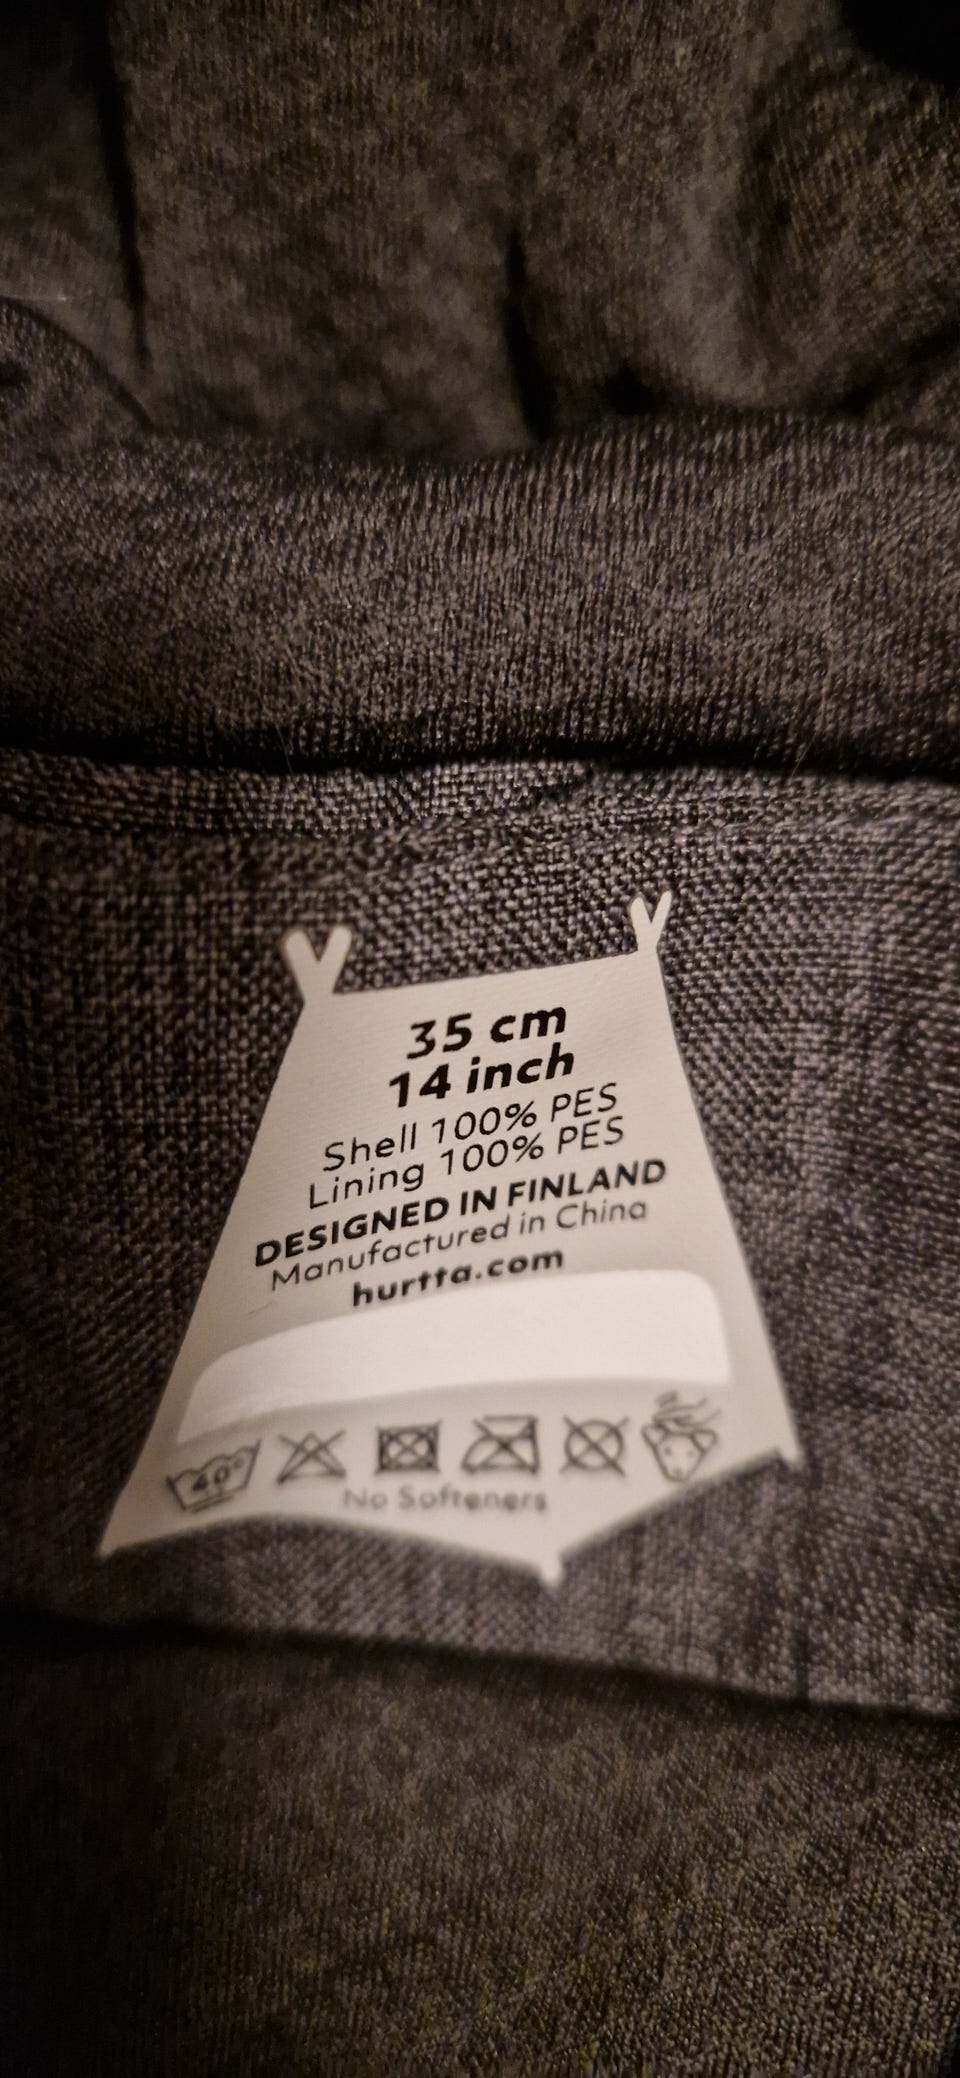 35 cm
14 inch
Shell 100% PES
Lining 100% PES
DESIGNED IN FINLAND
Manufactured in China
hurtta.com
40°
No Softeners